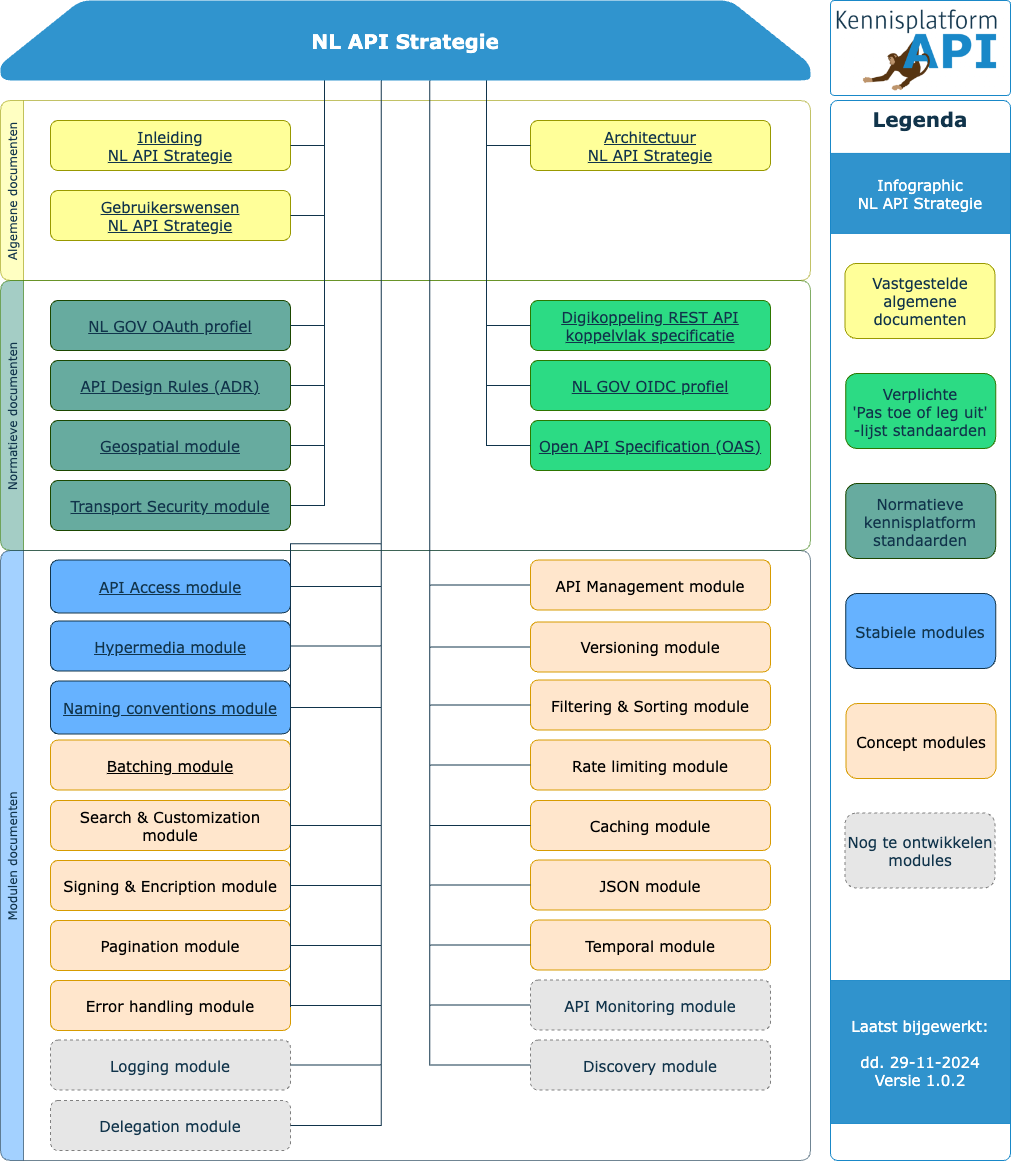 NL API Strategie
Kennisplatform
API
Legenda
Infographic
NL API Strategie
Vastgestelde
algemene
documenten
Verplichte
'Pas toe of leg uit'
-lijst standaarden
Normatieve
kennisplatform
standaarden
Stabiele modules
Concept modules
Nog te ontwikkelen
modules
Laatst bijgewerkt:
dd. 29-11-2024
Versie 1.0.2
Algemene documenten
Inleiding
NL API Strategie
Architectuur
NL API Strategie
Gebruikerswensen
NL API Strategie
Normatieve documenten
NL GOV OAuth profiel
Digikoppeling REST API
koppelvlak specificatie
API Design Rules (ADR)
NL GOV OIDC profiel
Geospatial module
Open API Specification (OAS)
Transport Security module
Modulen documenten
API Access module
API Management module
Hypermedia module
Versioning module
Naming conventions module
Filtering & Sorting module
Batching module
Rate limiting module
Search & Customization
module
Caching module
Signing & Encription module
JSON module
Pagination module
Temporal module
Error handling module
API Monitoring module
Logging module
Discovery module
Delegation module